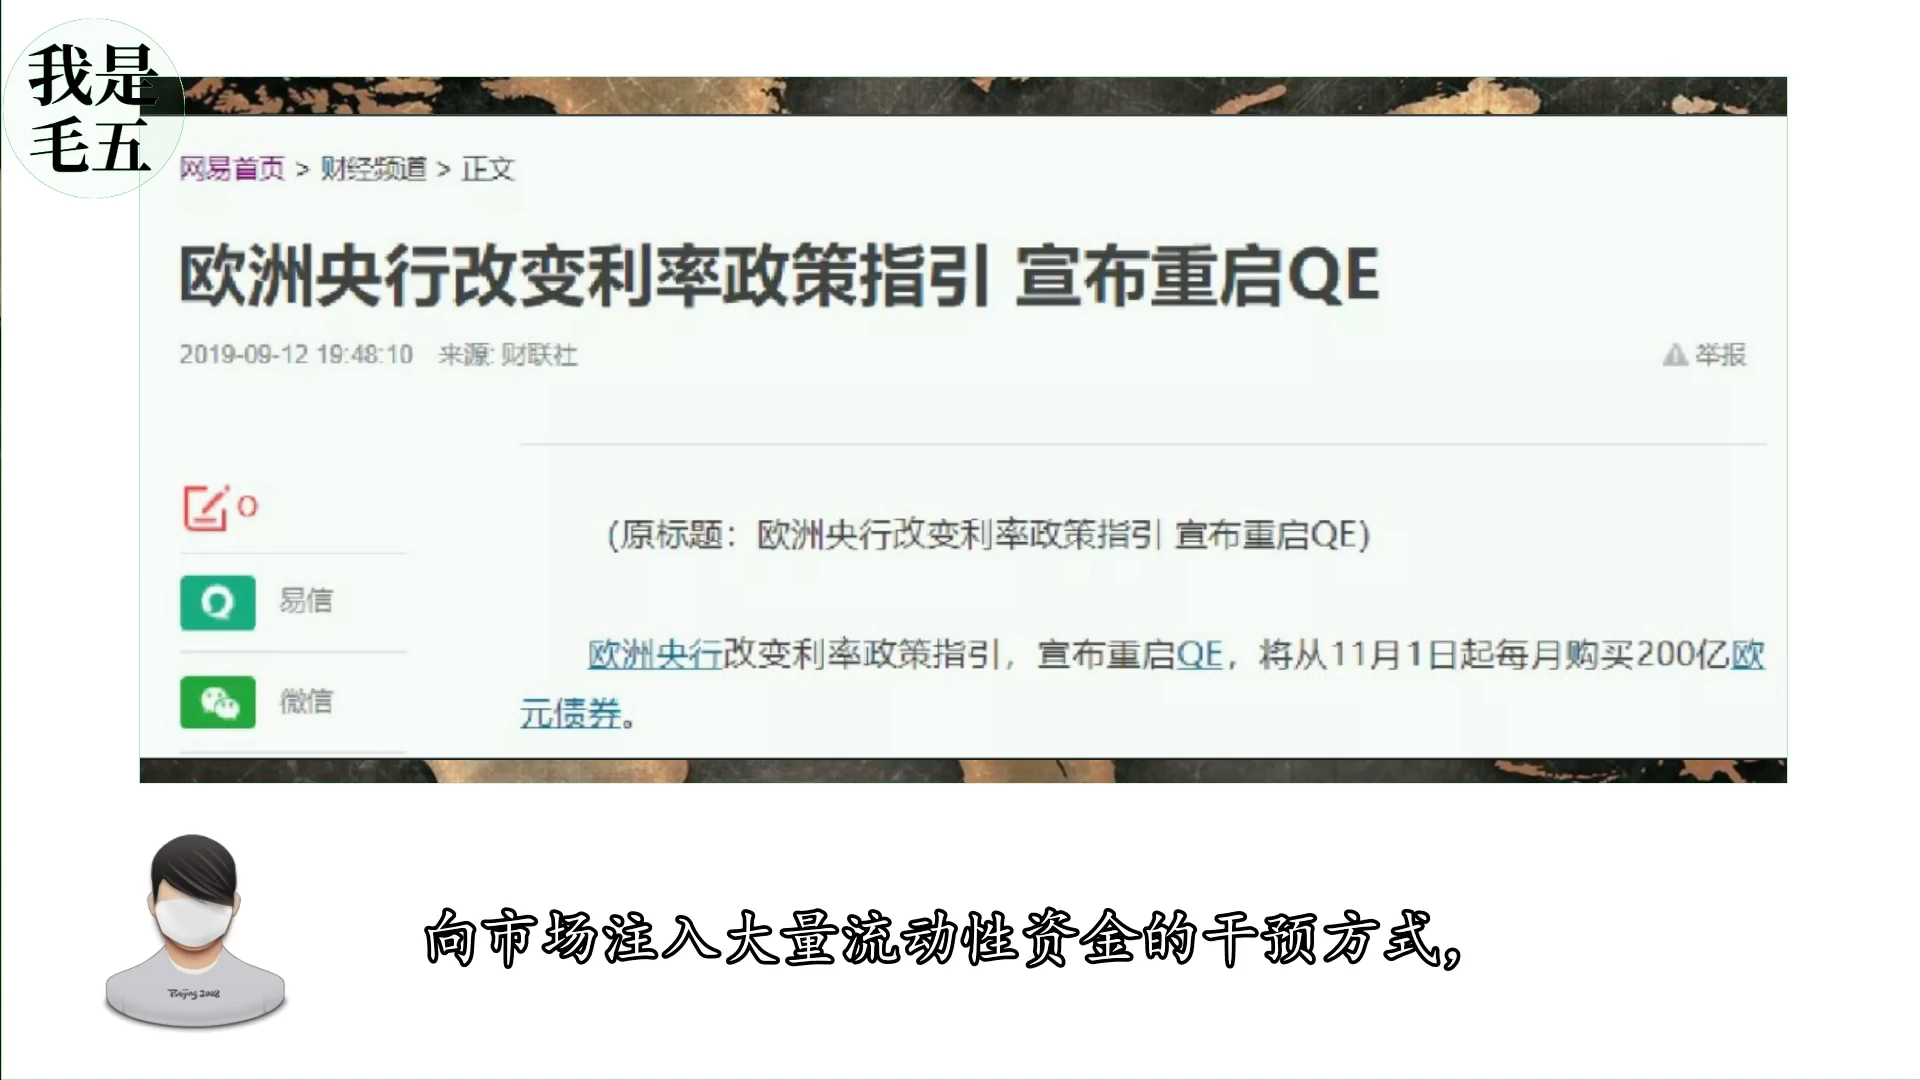 我是
毛五
网易首页 > 财经频道 > 正文
欧洲央行改变利率政策指引 宣布重启QE
2019-09-12 19:48:10 来源: 财联社
举报
0
(原标题：欧洲央行改变利率政策指引 宣布重启QE)
易信
欧洲央行改变利率政策指引，宣布重启QE，将从11月1日起每月购买200亿欧
元债券。
微信
向市场注入大量流动性资金的干预方式,
Beijing 2008